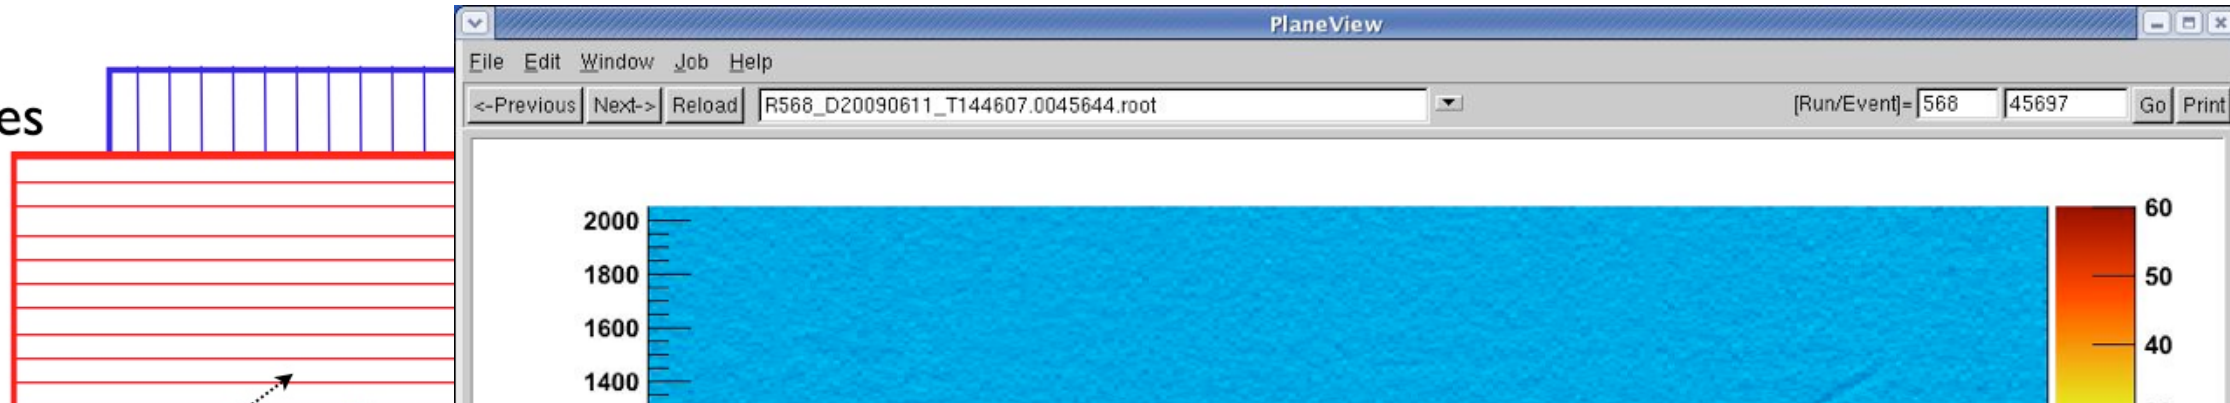 es
PlaneView
File Edit Window Job Help
<-Previous Next-> Reload R568_D20090611_T144607.0045644.root [Run/Event]= 568 45697 Go Print
2000
1800
1600
1400
60
50
40